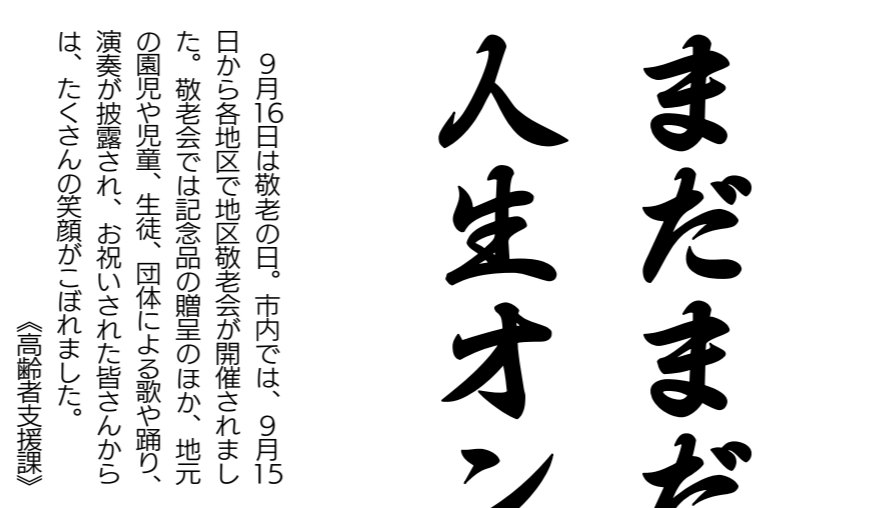 まだまだ
人生オン
９月16日は敬老の日。市内では、９月15
日から各地区で地区敬老会が開催されまし
た。敬老会では記念品の贈呈のほか、地元
の園児や児童、生徒、団体による歌や踊り、
演奏が披露され、お祝いされた皆さんから
は、たくさんの笑顔がこぼれました。
《高齢者支援課》